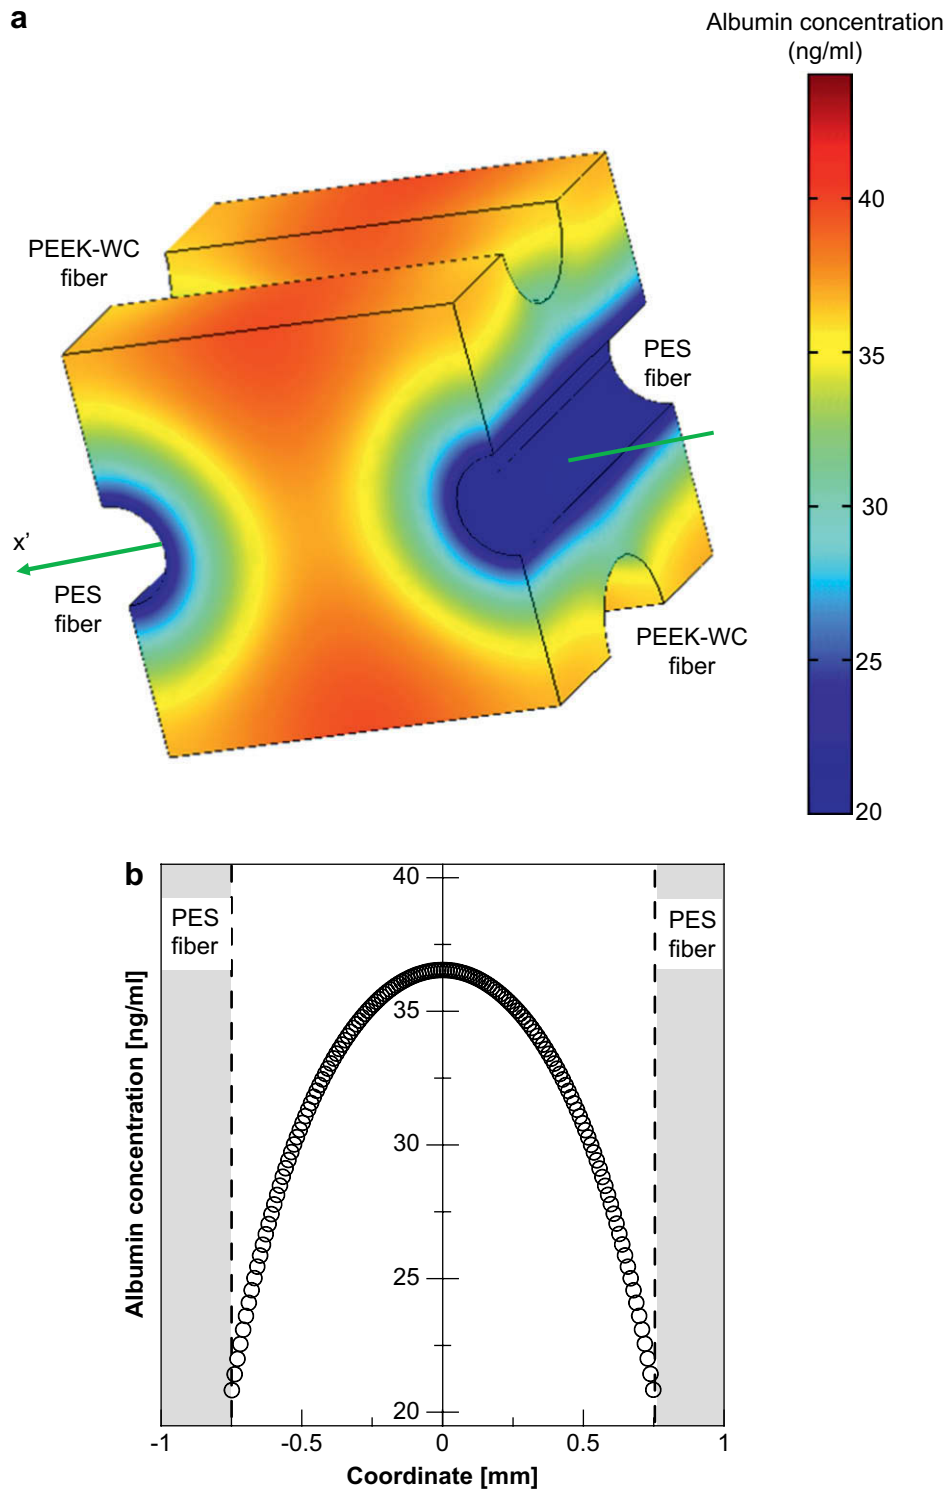 a
Albumin concentration
(ng/ml)
40
35
30
25
20
PEEK-WC
fiber
PES
fiber
x'
PES
fiber
PEEK-WC
fiber
b
40
35
30
25
20
PES
fiber
PES
fiber
Albumin concentration [ng/ml]
-1 -0.5 0 0.5 1
Coordinate [mm]